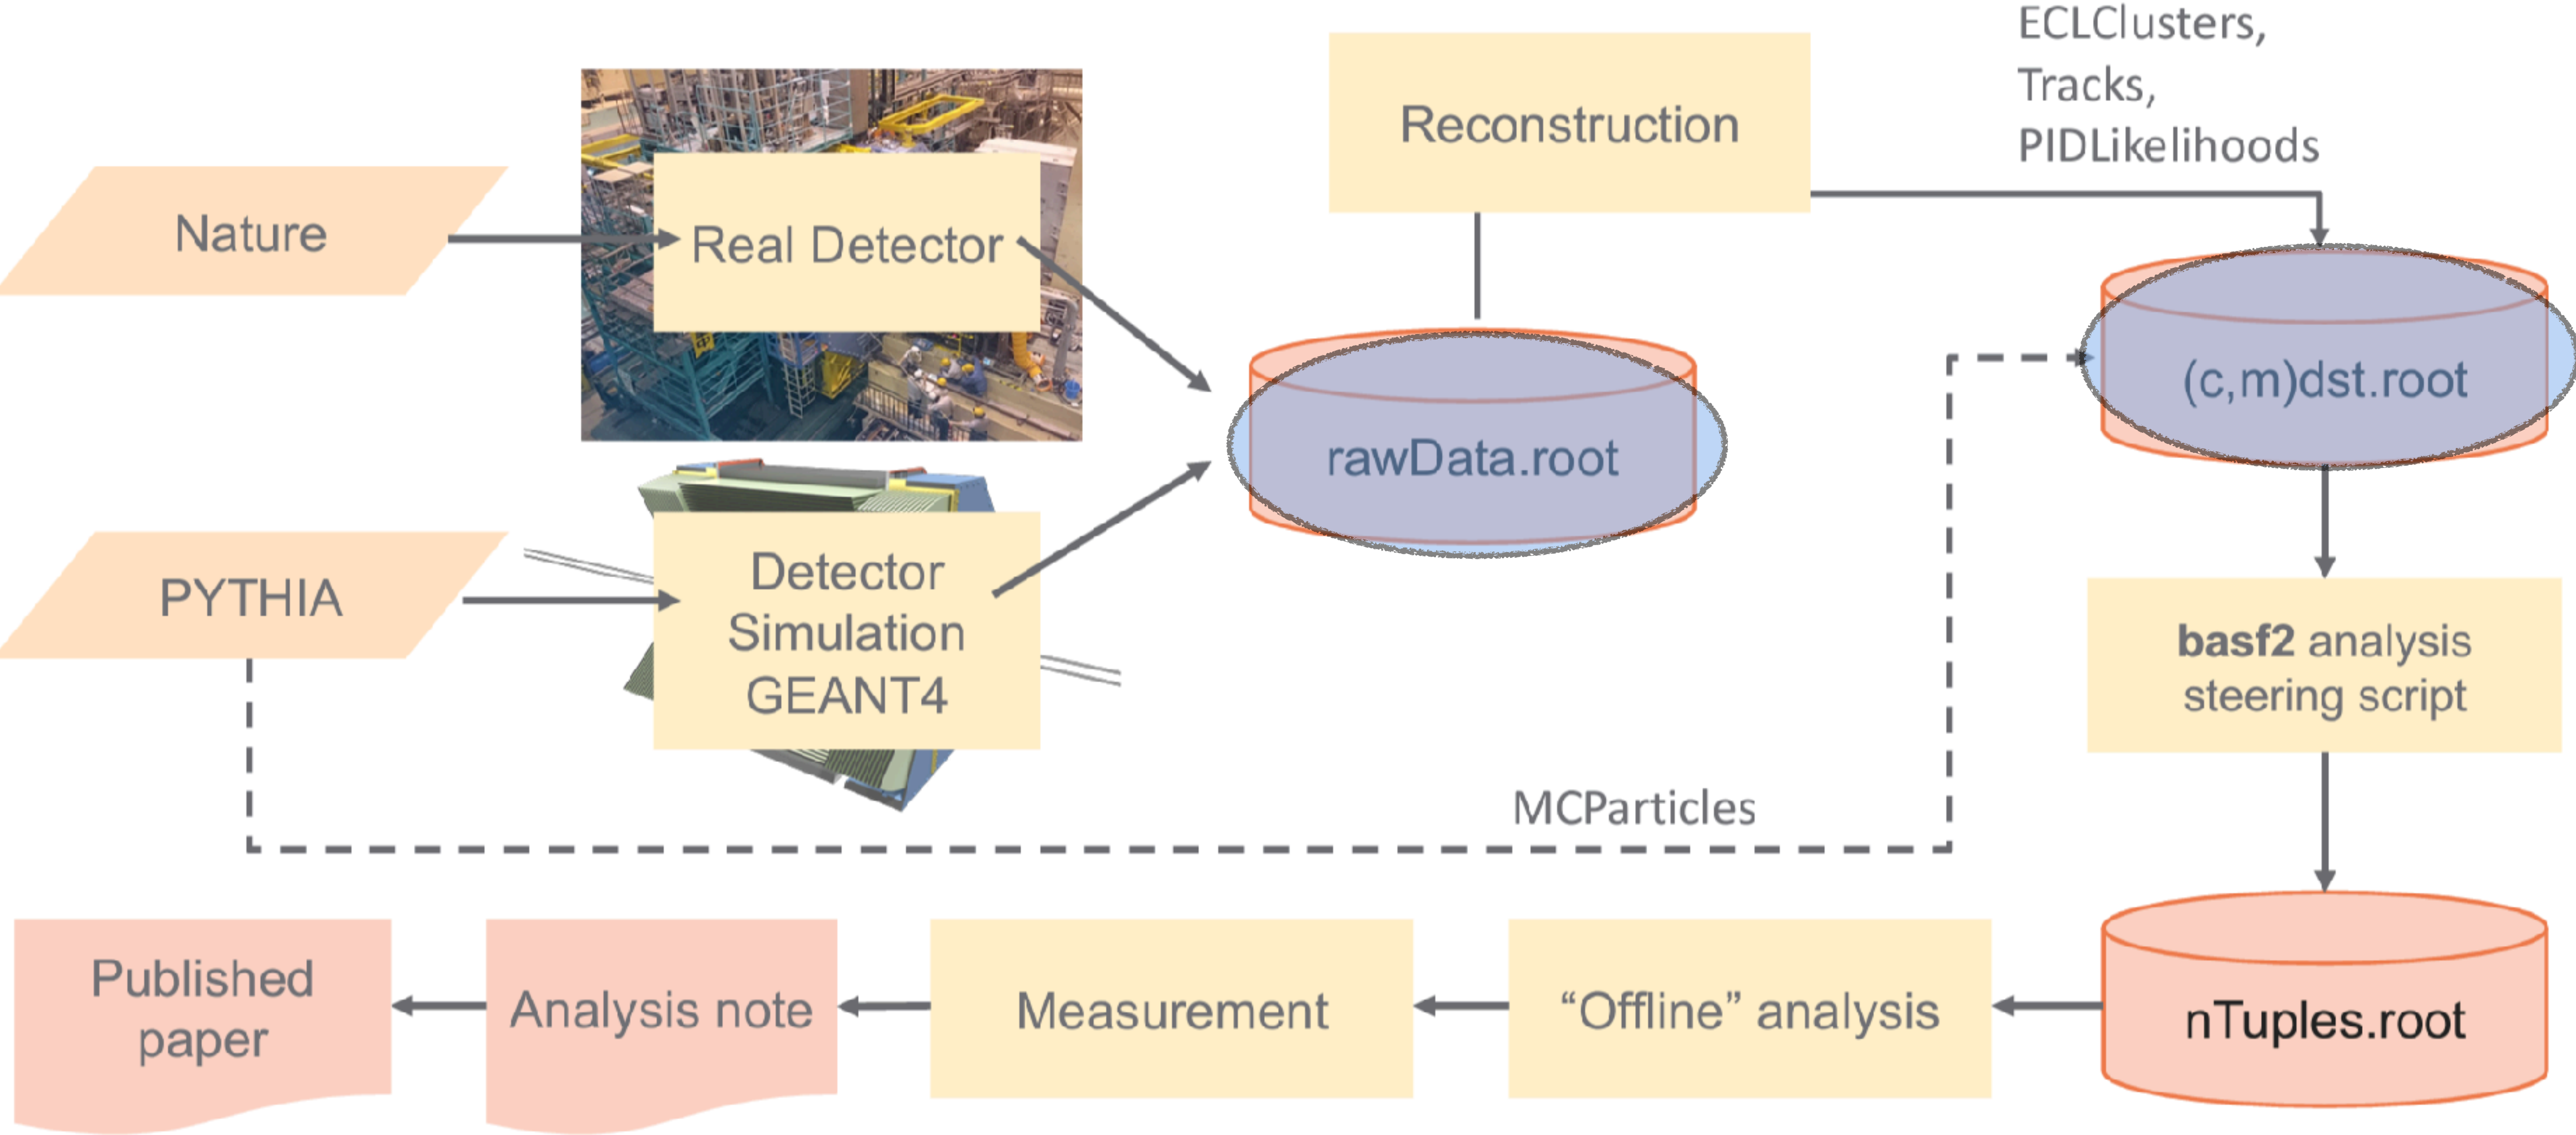 ECLClusters,
Tracks,
PIDLikelihoods
Reconstruction
Nature
Real Detector
(c,m)dst.root
rawData.root
PYTHIA
Detector
Simulation
GEANT4
basf2 analysis
steering script
MCParticles
Published
paper
Analysis note
Measurement
“Offline” analysis
nTuples.root